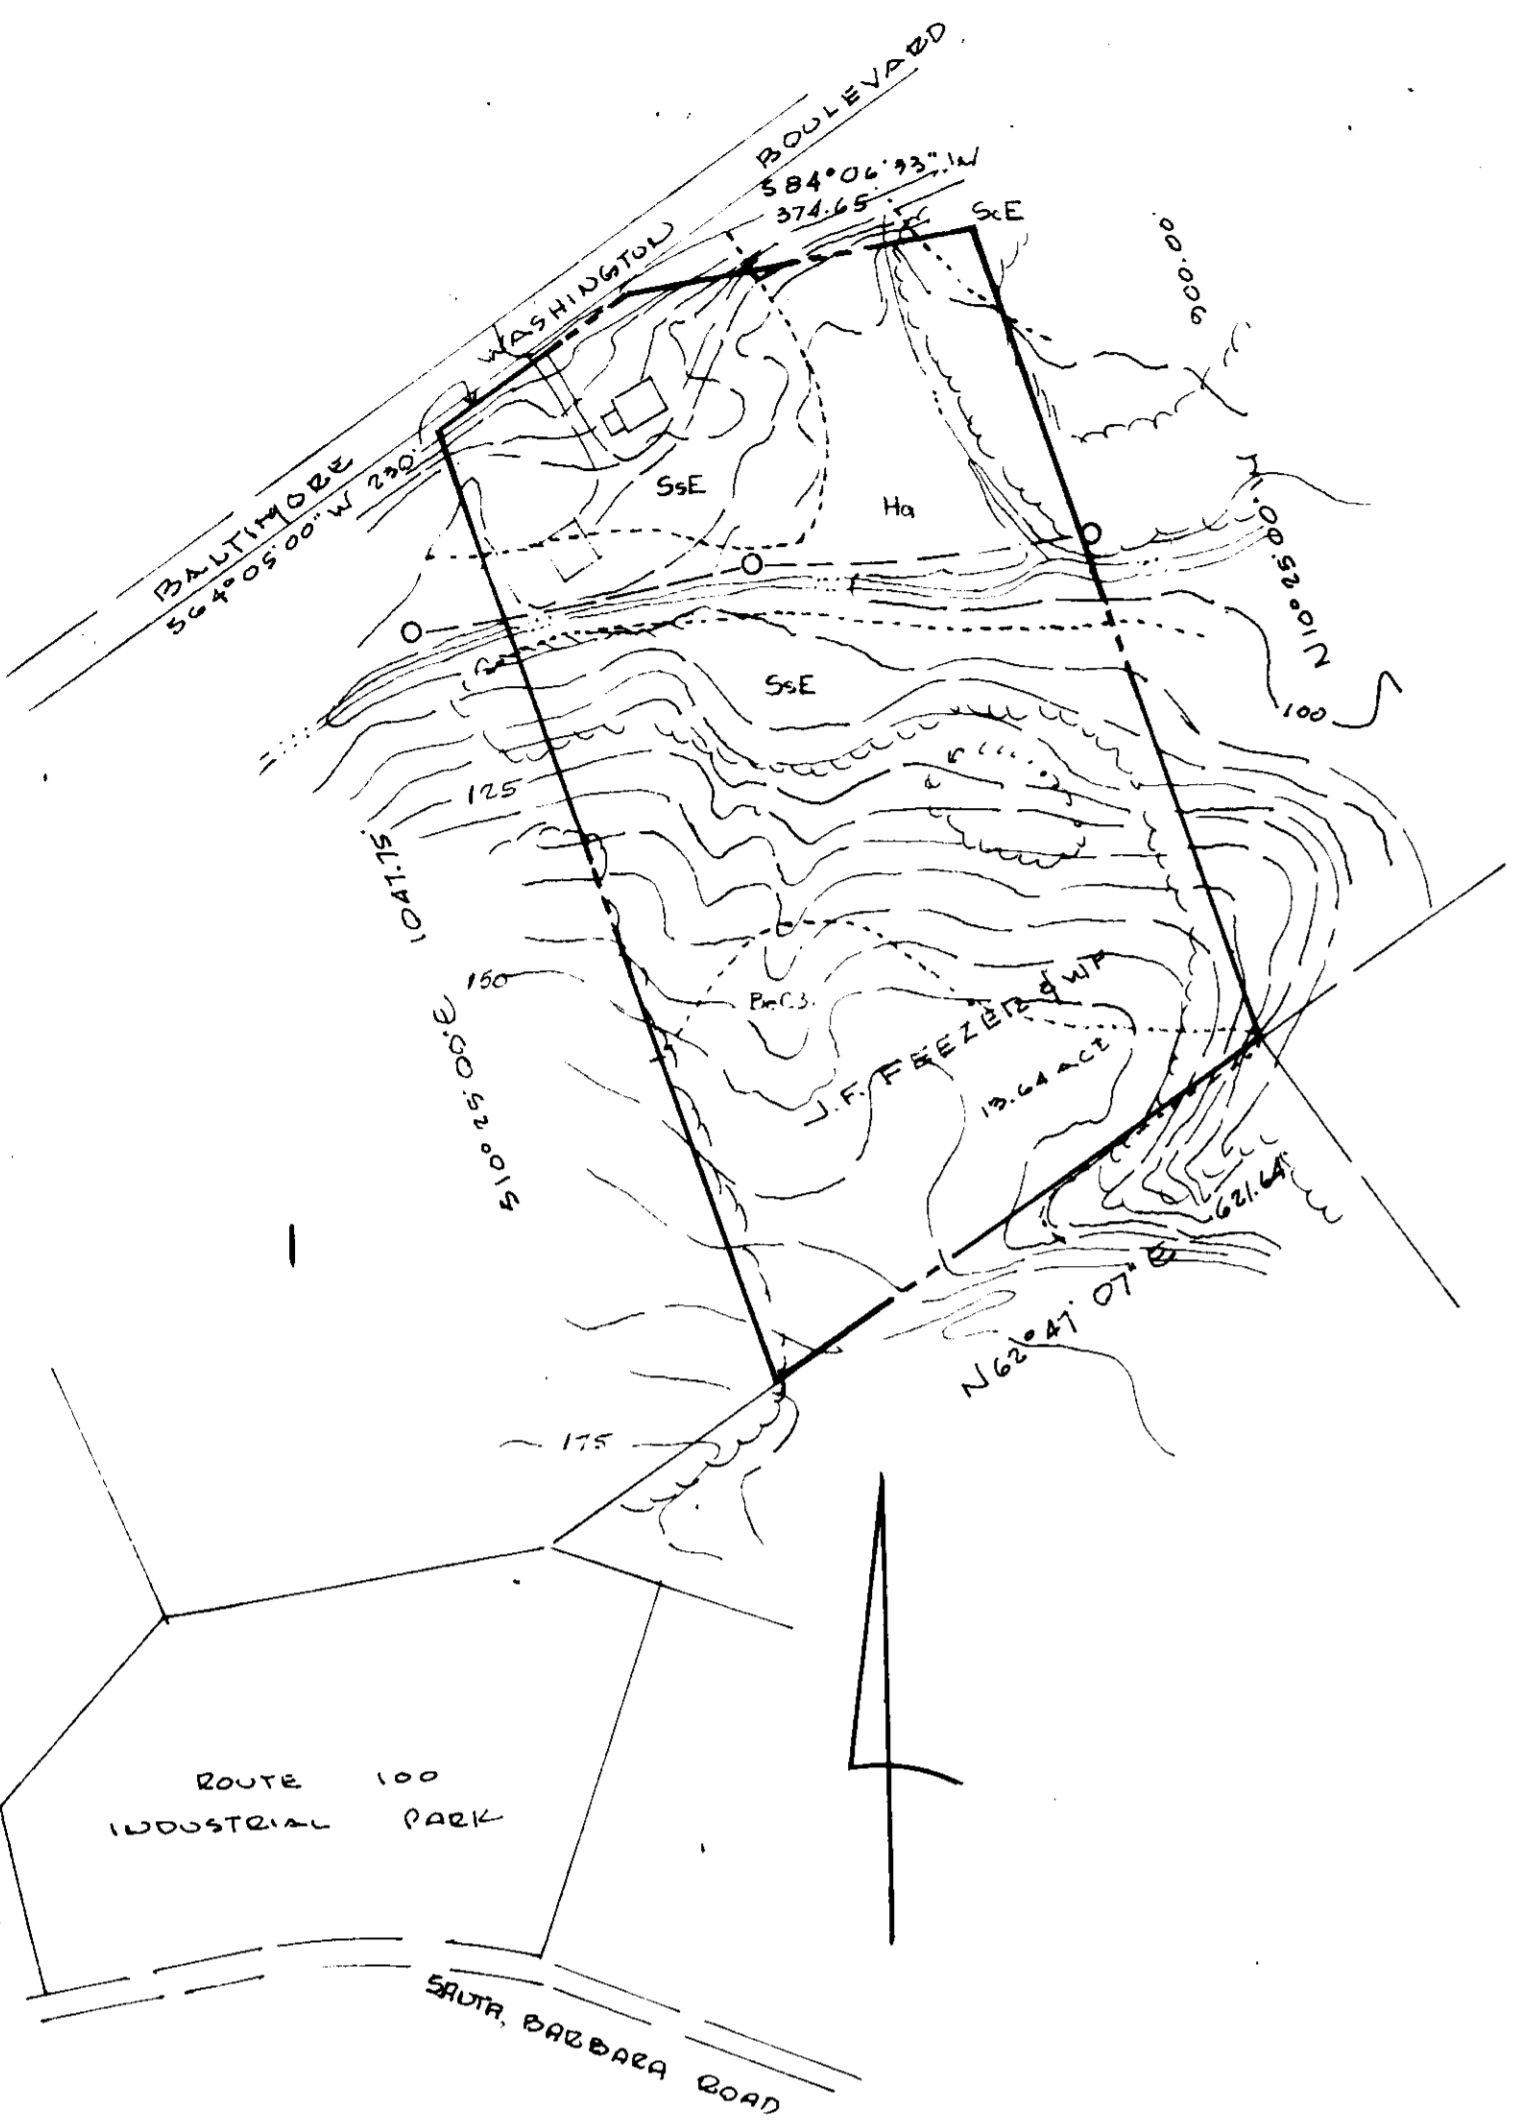 BALTIMORE WASHINGTON BOULEVARD
S64°05'00"W 230'
S84°06'33"W
374.65'
ScE
900.00'
N10°25'00"
SsE
Ha
SsE
100
125
1047.75'
150
S10°25'00"E
BeC3
J.F. FEEZER & WF
13.64 AC±
621.64'
N62°47'07"E
175
ROUTE 100
INDUSTRIAL PARK
SANTA BARBARA ROAD